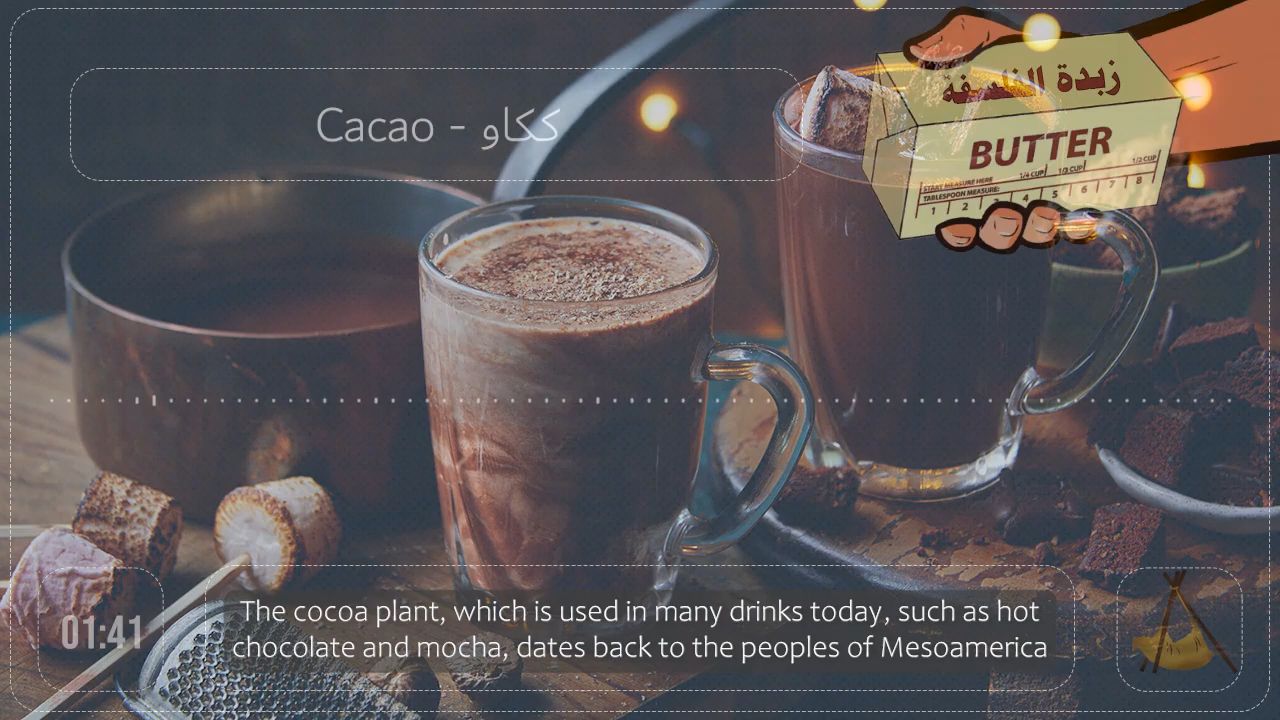 Cacao - ككاو
زبدة الفلسفة
BUTTER
START MEASURE HERE 1/4 CUP 1/3 CUP 1/2 CUP
TABLESPOON MEASURE:
1 2 3 4 5 6 7 8
01:41
The cocoa plant, which is used in many drinks today, such as hot
chocolate and mocha, dates back to the peoples of Mesoamerica